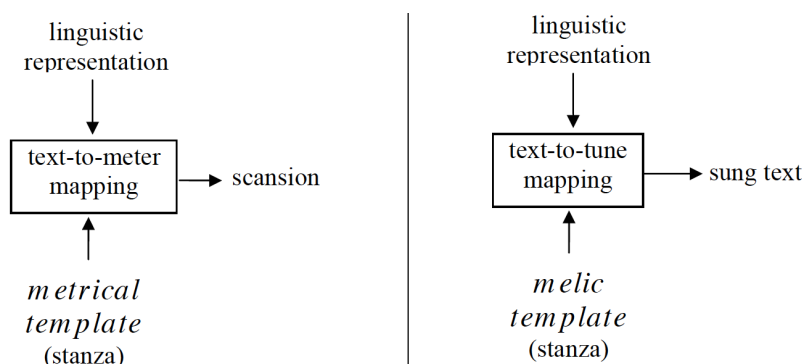 linguistic
representation
text-to-meter
mapping
scansion
metrical
template
(stanza)
linguistic
representation
text-to-tune
mapping
sung text
melic
template
(stanza)